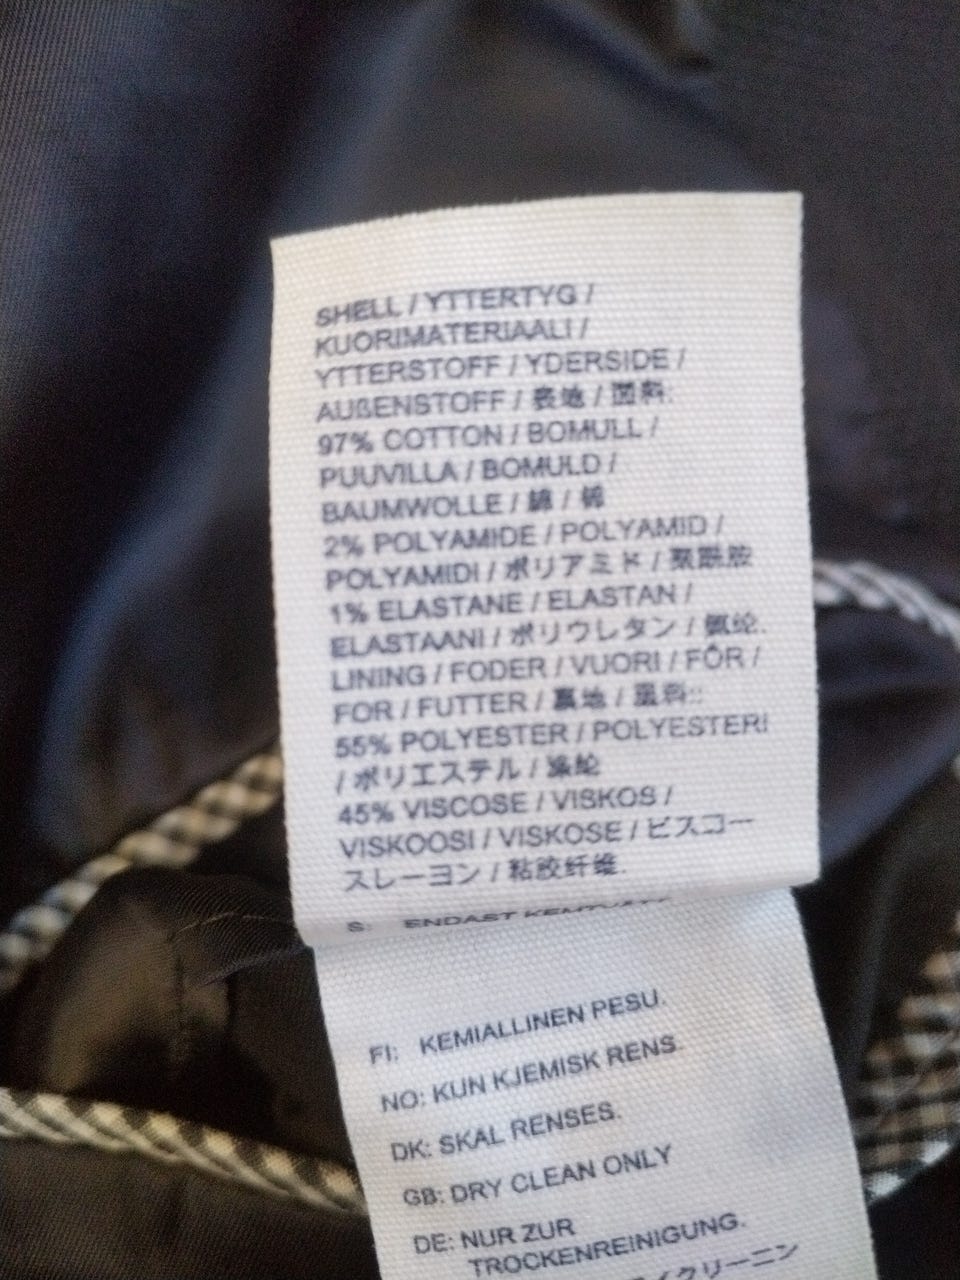 SHELL / YTTERTYG /
KUORIMATERIAALI /
YTTERSTOFF / YDERSIDE /
AUßENSTOFF / 表地 / 面料:
97% COTTON / BOMULL /
PUUVILLA / BOMULD /
BAUMWOLLE / 綿 / 棉
2% POLYAMIDE / POLYAMID /
POLYAMIDI / ポリアミド / 聚酰胺
1% ELASTANE / ELASTAN /
ELASTAANI / ポリウレタン / 氨纶.
LINING / FODER / VUORI / FÔR /
FOR / FUTTER / 裏地 / 里料::
55% POLYESTER / POLYESTERI
/ ポリエステル / 涤纶
45% VISCOSE / VISKOS /
VISKOOSI / VISKOSE / ビスコー
スレーヨン / 粘胶纤维.
S: ENDAST
FI: KEMIALLINEN PESU.
NO: KUN KJEMISK RENS.
DK: SKAL RENSES.
GB: DRY CLEAN ONLY
DE: NUR ZUR
TROCKENREINIGUNG.